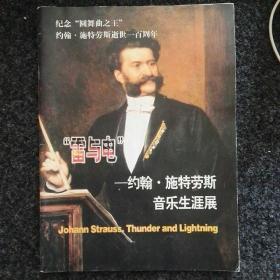 纪念“圆舞曲之王”
约翰·施特劳斯逝世一百周年
“雷与电”
—约翰·施特劳斯
音乐生涯展
Johann Strauss, Thunder and Lightning